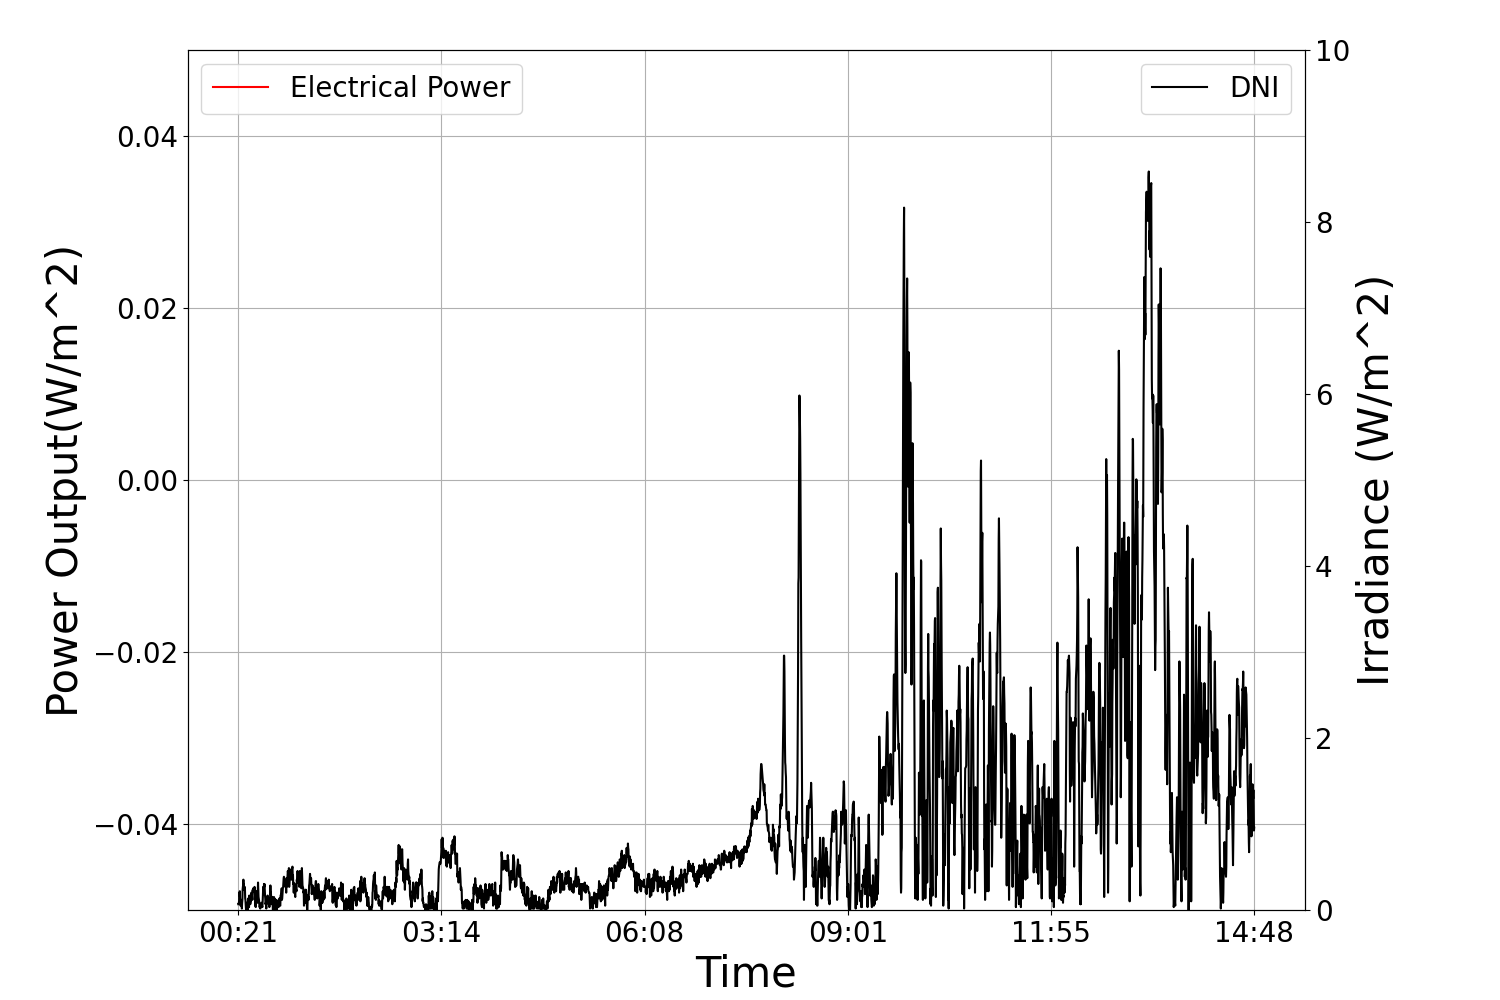 Electrical Power
DNI
0.04
0.02
0.00
−0.02
−0.04
10
8
6
4
2
0
Power Output(W/m^2)
Irradiance (W/m^2)
00:21 03:14 06:08 09:01 11:55 14:48
Time